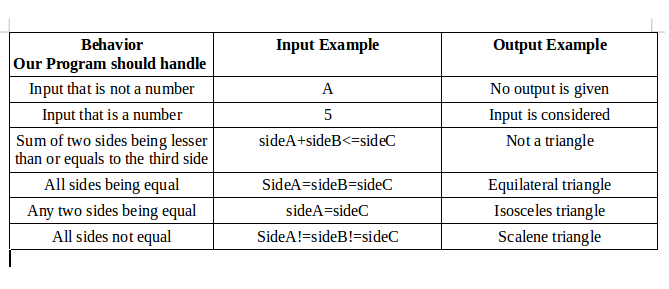 Behavior
Our Program should handle
Input Example
Output Example
Input that is not a number
A
No output is given
Input that is a number
5
Input is considered
Sum of two sides being lesser
than or equals to the third side
sideA+sideB<=sideC
Not a triangle
All sides being equal
SideA=sideB=sideC
Equilateral triangle
Any two sides being equal
sideA=sideC
Isosceles triangle
All sides not equal
SideA!=sideB!=sideC
Scalene triangle